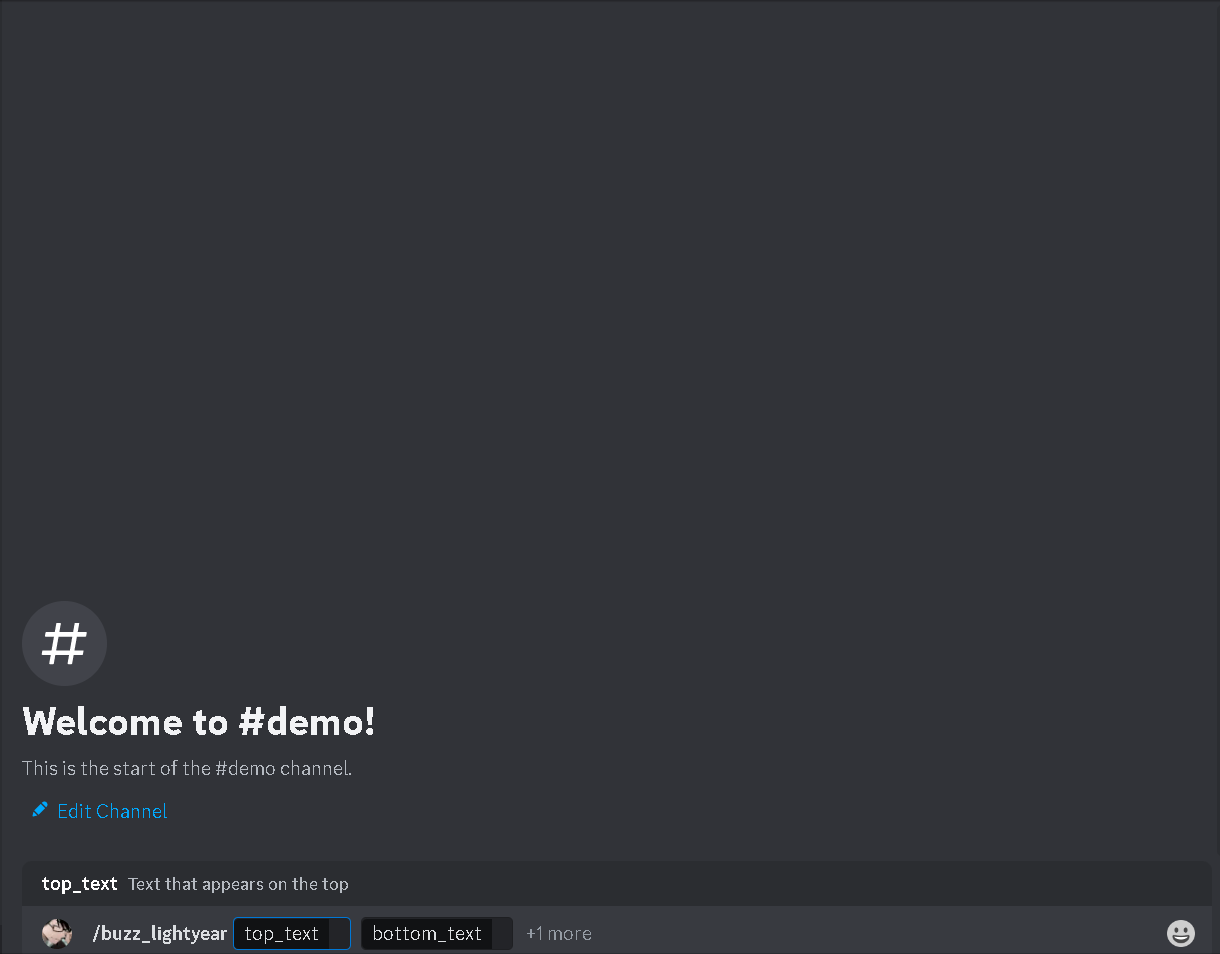 #
Welcome to #demo!
This is the start of the #demo channel.
Edit Channel
top_text Text that appears on the top
/buzz_lightyear top_text bottom_text +1 more